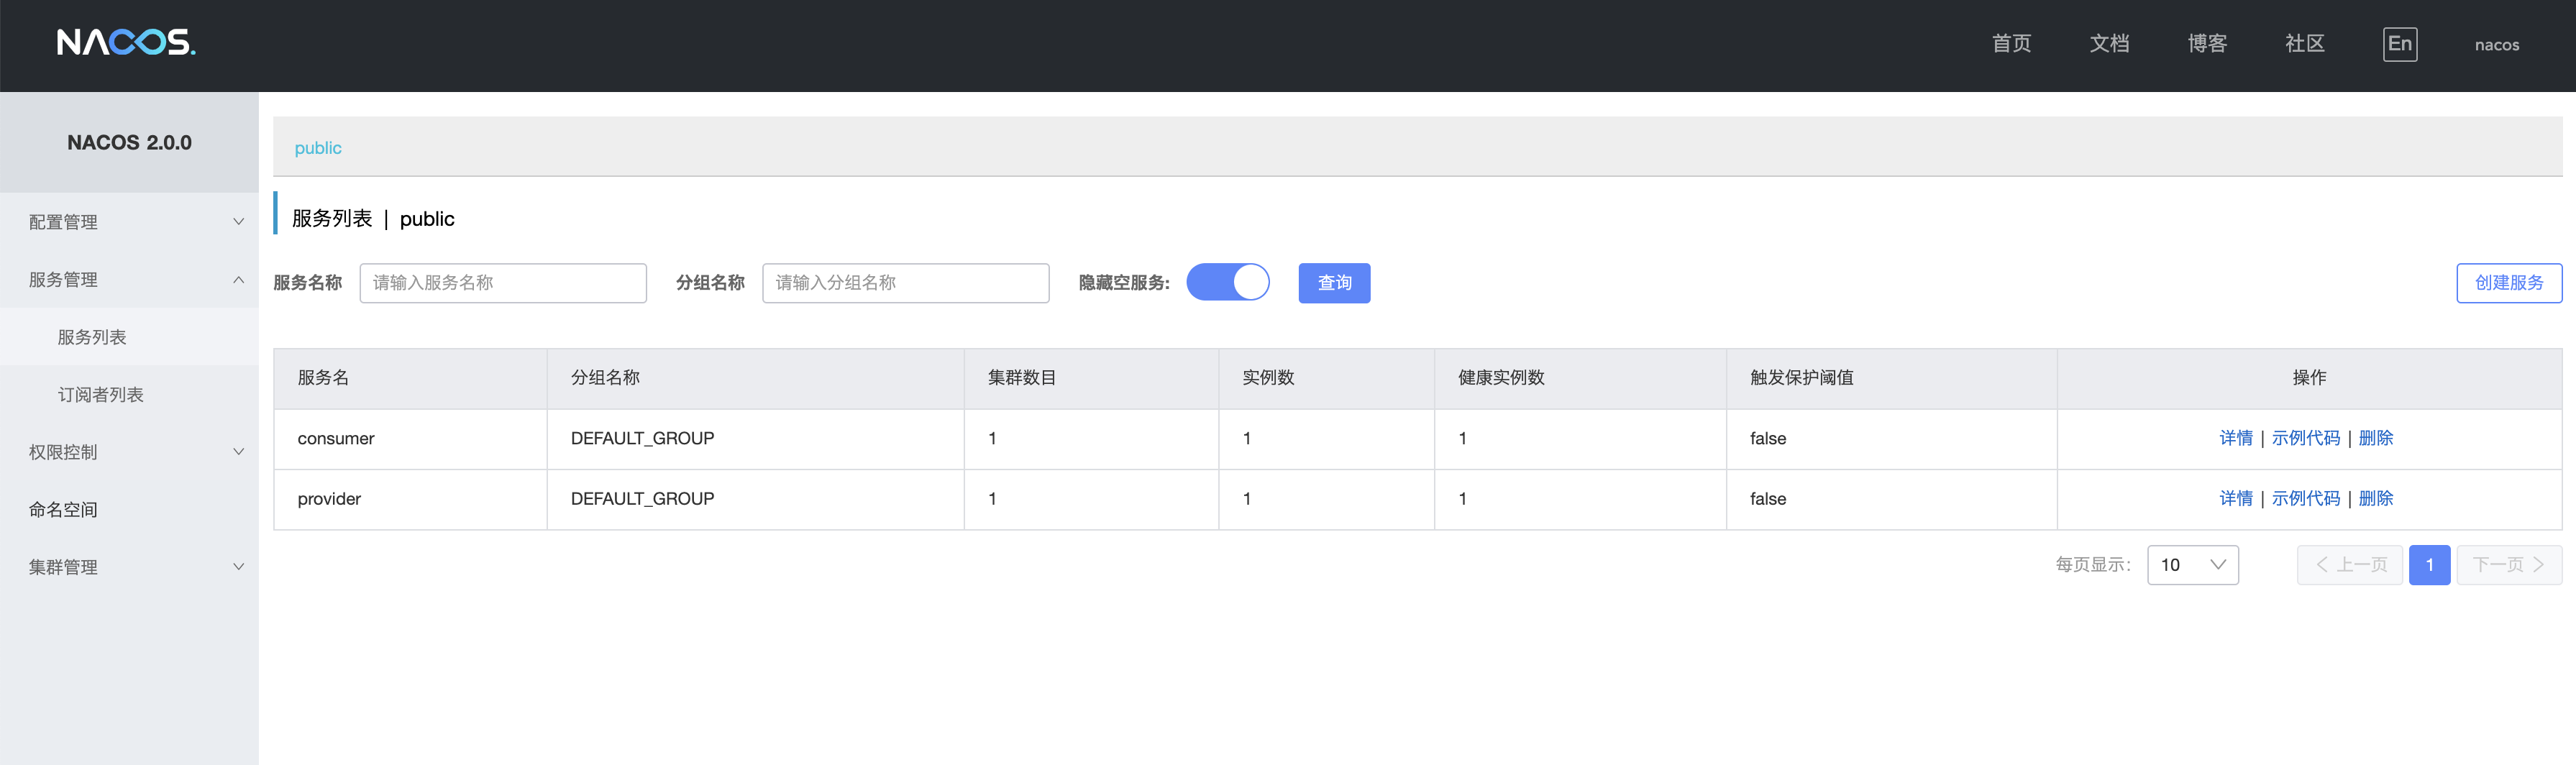 NACOS.
首页 文档 博客 社区 En nacos
NACOS 2.0.0
配置管理
服务管理
服务列表
订阅者列表
权限控制
命名空间
集群管理
public
服务列表 | public
服务名称 请输入服务名称 分组名称 请输入分组名称 隐藏空服务: 查询 创建服务
服务名 分组名称 集群数目 实例数 健康实例数 触发保护阈值 操作
consumer DEFAULT_GROUP 1 1 1 false 详情 | 示例代码 | 删除
provider DEFAULT_GROUP 1 1 1 false 详情 | 示例代码 | 删除
每页显示: 10 上一页 1 下一页